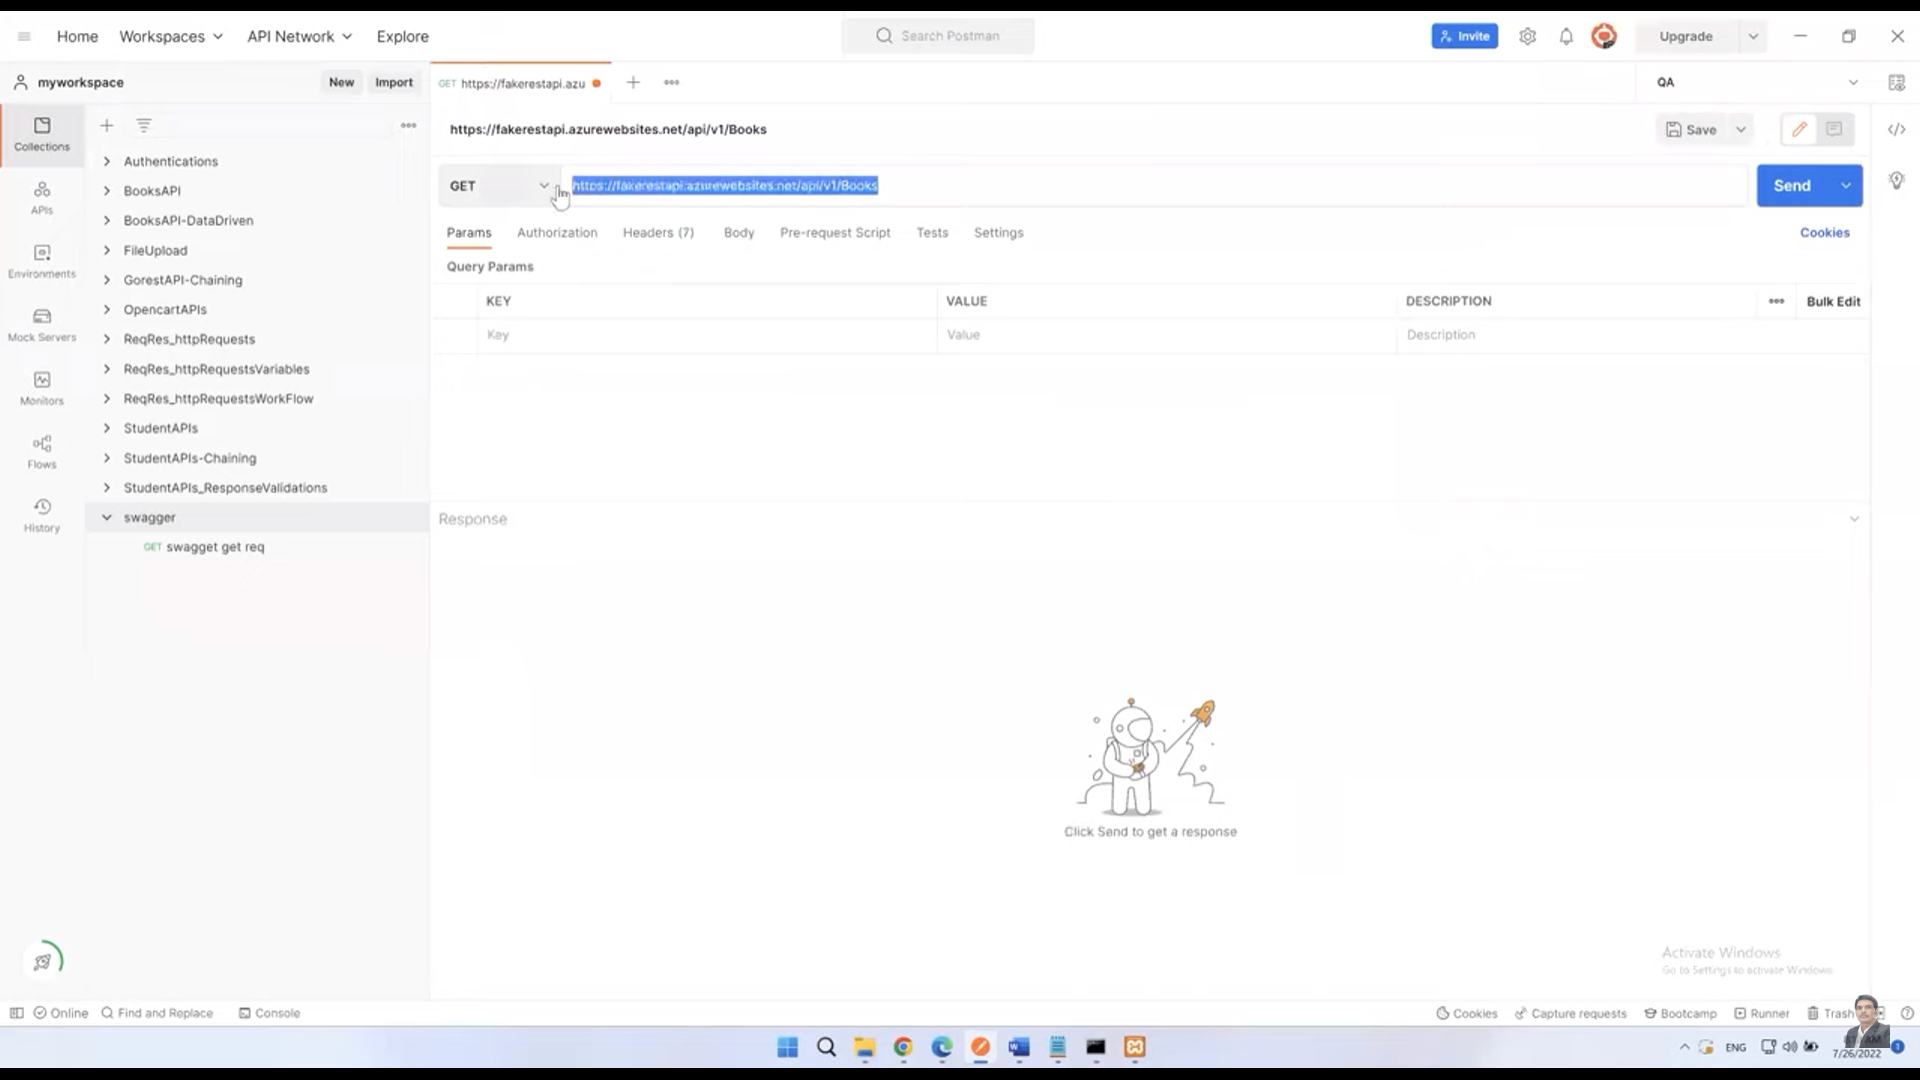 Home Workspaces API Network Explore Search Postman Invite Upgrade
myworkspace New Import GET https://fakerestapi.azu QA
Collections
APIs
Environments
Mock Servers
Monitors
Flows
History
Authentications
BooksAPI
BooksAPI-DataDriven
FileUpload
GorestAPI-Chaining
OpencartAPIs
ReqRes_httpRequests
ReqRes_httpRequestsVariables
ReqRes_httpRequestsWorkFlow
StudentAPIs
StudentAPIs-Chaining
StudentAPIs_ResponseValidations
swagger
GET swagget get req
https://fakerestapi.azurewebsites.net/api/v1/Books Save
GET https://fakerestapi.azurewebsites.net/api/v1/Books Send
Params Authorization Headers (7) Body Pre-request Script Tests Settings Cookies
Query Params
KEY VALUE DESCRIPTION Bulk Edit
Key Value Description
Response
Click Send to get a response
Activate Windows
Go to Settings to activate Windows.
Online Find and Replace Console Cookies Capture requests Bootcamp Runner Trash
ENG
7/26/2022 1